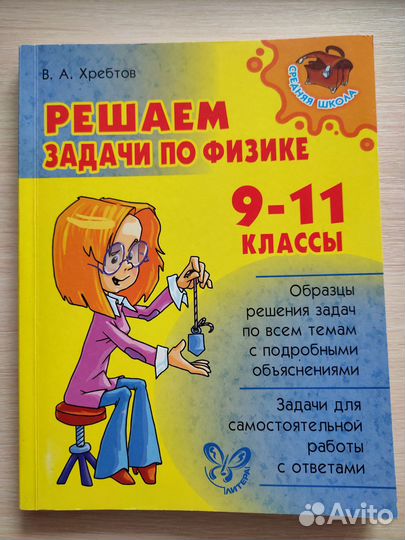 В. А. Хребтов
СРЕДНЯЯ ШКОЛА
РЕШАЕМ
ЗАДАЧИ ПО ФИЗИКЕ
9-11
КЛАССЫ
Образцы
решения задач
по всем темам
с подробными
объяснениями
Задачи для
самостоятельной
работы
с ответами
ЛИТЕРА
Avito